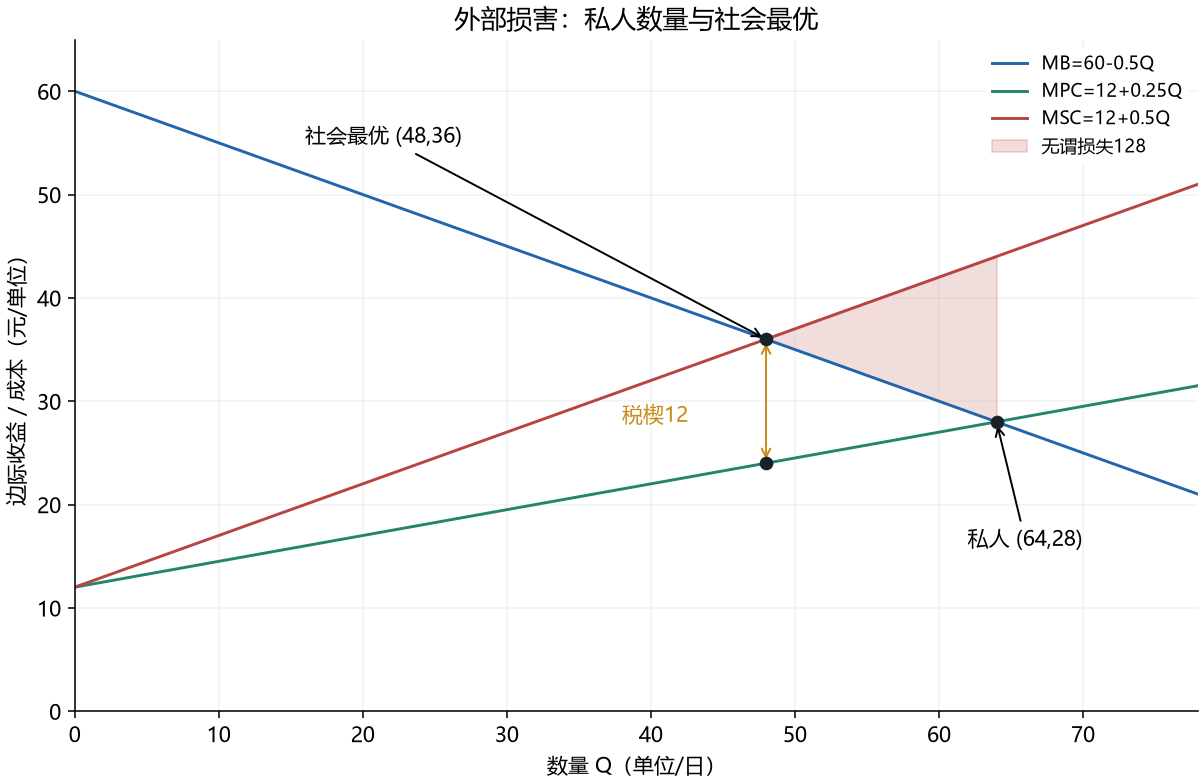 外部损害：私人数量与社会最优
MB=60-0.5Q
MPC=12+0.25Q
MSC=12+0.5Q
无谓损失128
社会最优 (48,36)
税楔12
私人 (64,28)
边际收益 / 成本（元/单位）
60
50
40
30
20
10
0
0 10 20 30 40 50 60 70
数量 Q（单位/日）